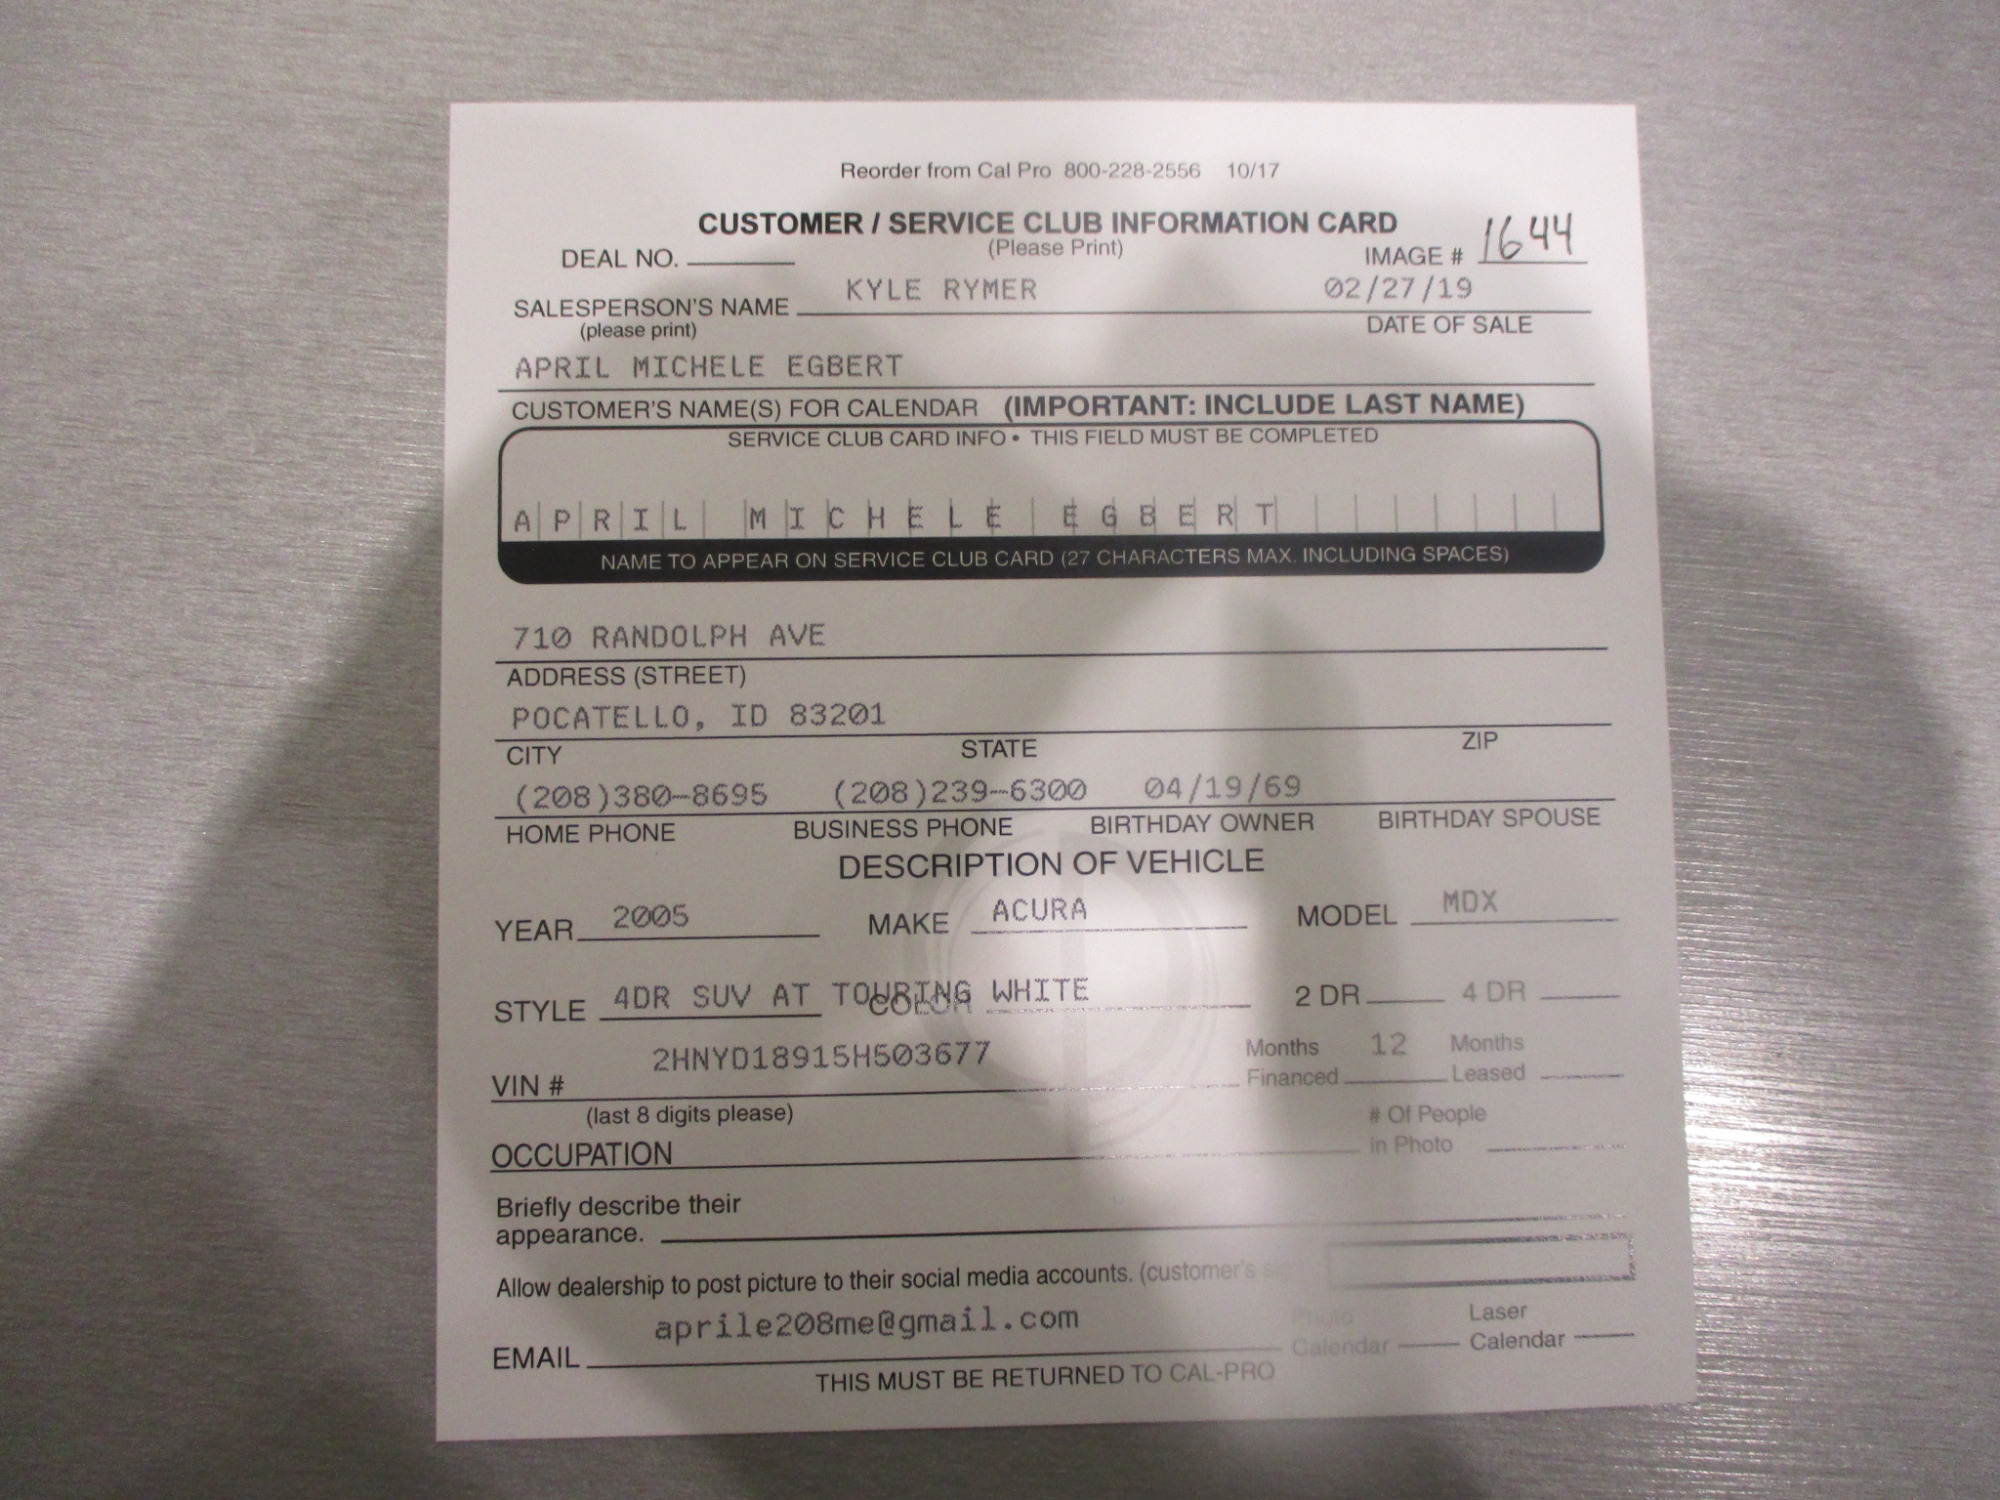 Reorder from Cal Pro 800-228-2556 10/17
CUSTOMER / SERVICE CLUB INFORMATION CARD
(Please Print)
DEAL NO. IMAGE # 1644
SALESPERSON'S NAME KYLE RYMER 02/27/19
(please print) DATE OF SALE
APRIL MICHELE EGBERT
CUSTOMER'S NAME(S) FOR CALENDAR (IMPORTANT: INCLUDE LAST NAME)
SERVICE CLUB CARD INFO • THIS FIELD MUST BE COMPLETED
APRIL MICHELE EGBERT
NAME TO APPEAR ON SERVICE CLUB CARD (27 CHARACTERS MAX. INCLUDING SPACES)
710 RANDOLPH AVE
ADDRESS (STREET)
POCATELLO, ID 83201
CITY STATE ZIP
(208)380-8695 (208)239-6300 04/19/69
HOME PHONE BUSINESS PHONE BIRTHDAY OWNER BIRTHDAY SPOUSE
DESCRIPTION OF VEHICLE
YEAR 2005 MAKE ACURA MODEL MDX
STYLE 4DR SUV AT TOURING COLOR WHITE 2 DR 4 DR
VIN # 2HNYD18915H503677 Months Financed 12 Months Leased
(last 8 digits please) # Of People in Photo
OCCUPATION
Briefly describe their
appearance.
Allow dealership to post picture to their social media accounts. (customer's
EMAIL aprile208me@gmail.com Photo Calendar Laser Calendar
THIS MUST BE RETURNED TO CAL-PRO